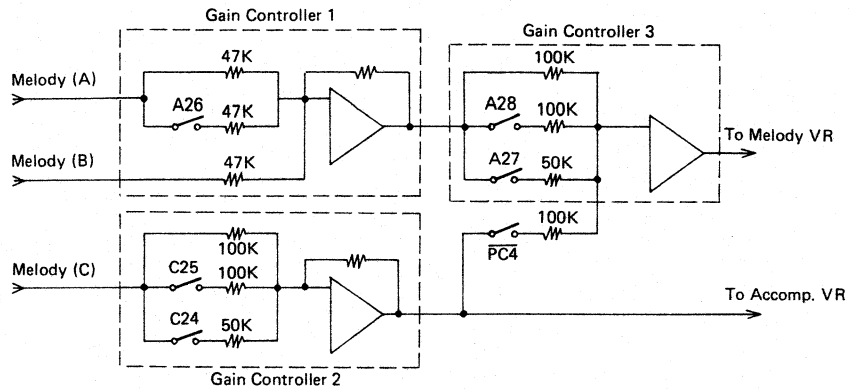 Gain Controller 1
Gain Controller 3
47K
100K
Melody (A)
A26
47K
A28
100K
To Melody VR
Melody (B)
47K
A27
50K
100K
PC4
100K
Melody (C)
C25
100K
To Accomp. VR
C24
50K
Gain Controller 2